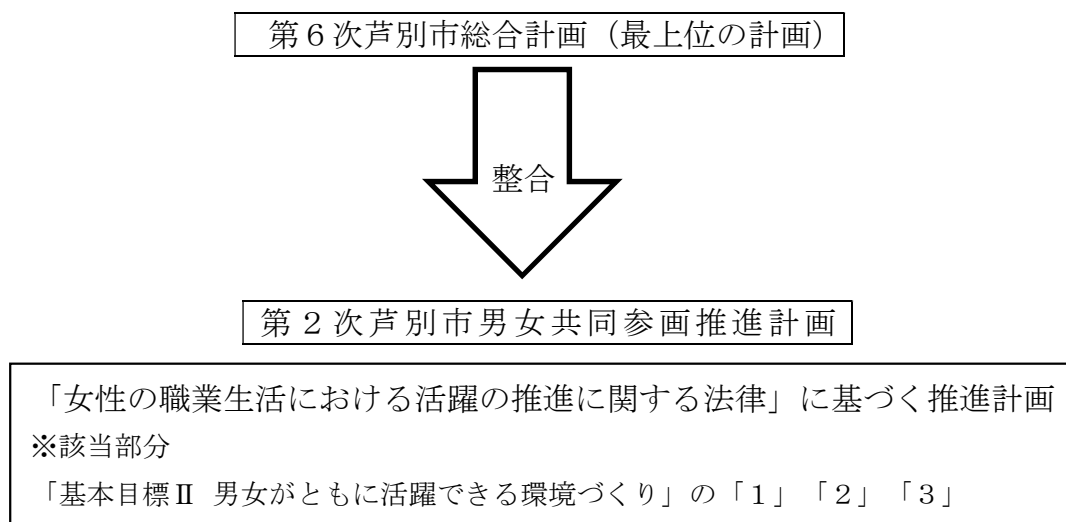 第６次芦別市総合計画（最上位の計画）
整合
第２次芦別市男女共同参画推進計画
「女性の職業生活における活躍の推進に関する法律」に基づく推進計画
※該当部分
「基本目標Ⅱ 男女がともに活躍できる環境づくり」の「１」「２」「３」